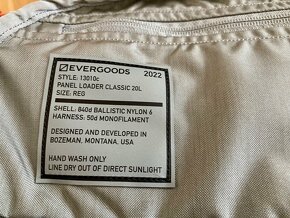 EVERGOODS 2022
STYLE: 13010c
PANEL LOADER CLASSIC 20L
SIZE: REG
SHELL: 840d BALLISTIC NYLON 6
HARNESS: 50d MONOFILAMENT
DESIGNED AND DEVELOPED IN
BOZEMAN, MONTANA, USA
HAND WASH ONLY
LINE DRY OUT OF DIRECT SUNLIGHT